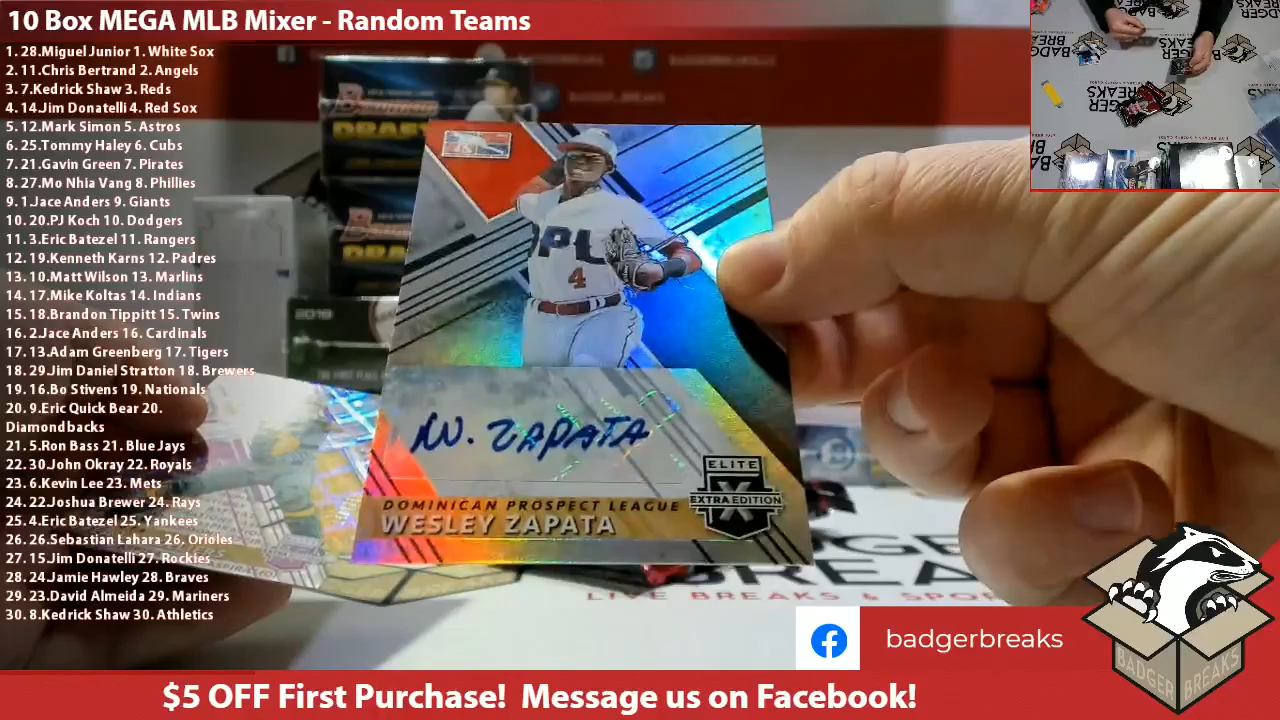 10 Box MEGA MLB Mixer - Random Teams
1. 28.Miguel Junior 1. White Sox
2. 11.Chris Bertrand 2. Angels
3. 7.Kedrick Shaw 3. Reds
4. 14.Jim Donatelli 4. Red Sox
5. 12.Mark Simon 5. Astros
6. 25.Tommy Haley 6. Cubs
7. 21.Gavin Green 7. Pirates
8. 27.Mo Nhia Vang 8. Phillies
9. 1.Jace Anders 9. Giants
10. 20.PJ Koch 10. Dodgers
11. 3.Eric Batezel 11. Rangers
12. 19.Kenneth Karns 12. Padres
13. 10.Matt Wilson 13. Marlins
14. 17.Mike Koltas 14. Indians
15. 18.Brandon Tippitt 15. Twins
16. 2.Jace Anders 16. Cardinals
17. 13.Adam Greenberg 17. Tigers
18. 29.Jim Daniel Stratton 18. Brewers
19. 16.Bo Stivens 19. Nationals
20. 9.Eric Quick Bear 20.
Diamondbacks
21. 5.Ron Bass 21. Blue Jays
22. 30.John Okray 22. Royals
23. 6.Kevin Lee 23. Mets
24. 22.Joshua Brewer 24. Rays
25. 4.Eric Batezel 25. Yankees
26. 26.Sebastian Lahara 26. Orioles
27. 15.Jim Donatelli 27. Rockies
28. 24.Jamie Hawley 28. Braves
29. 23.David Almeida 29. Mariners
30. 8.Kedrick Shaw 30. Athletics
DPL
4
W. ZAPATA
ELITE
X
EXTRA EDITION
DOMINICAN PROSPECT LEAGUE
WESLEY ZAPATA
BADGER
BREAKS
badgerbreaks
BADGER BREAKS
$5 OFF First Purchase! Message us on Facebook!